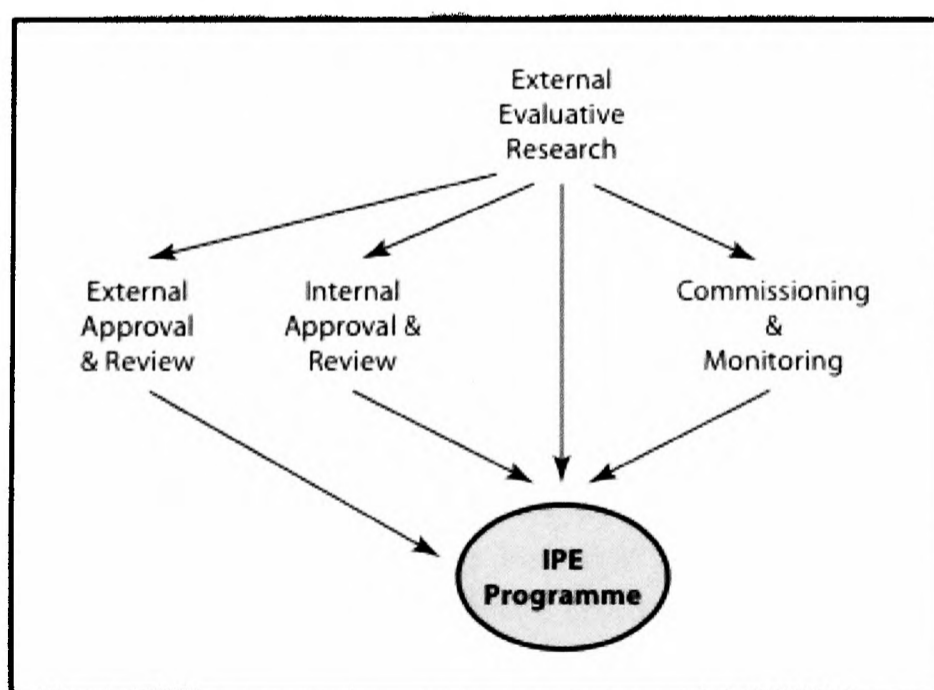 External
Evaluative
Research
External
Approval
& Review
Internal
Approval &
Review
Commissioning
&
Monitoring
IPE
Programme